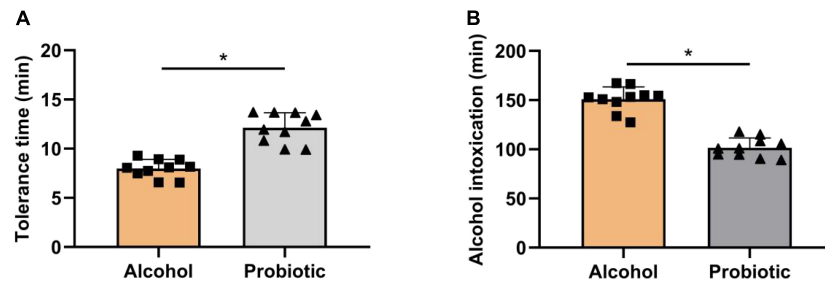 A
Tolerance time (min)
20
15
10
5
0
*
Alcohol
Probiotic
B
Alcohol intoxication (min)
200
150
100
50
0
*
Alcohol
Probiotic